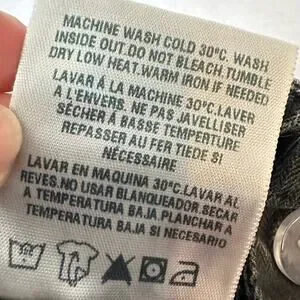 MACHINE WASH COLD 30°C. WASH
INSIDE OUT.DO NOT BLEACH.TUMBLE
DRY LOW HEAT.WARM IRON IF NEEDED
LAVAR Á LA MACHINE 30°C.LAVER
A L'ENVERS. NE PAS JAVELLISER
SÉCHER À BASSE TEMPERTURE
REPASSER AU FER TIEDE SI
NÉCESSAIRE
LAVAR EN MAQUINA 30°C.LAVAR AL
REVES.NO USAR BLANQUEADOR.SECAR
A TEMPERATURA BAJA PLANCHAR A
TEMPERATURA BAJA SI NECESARIO